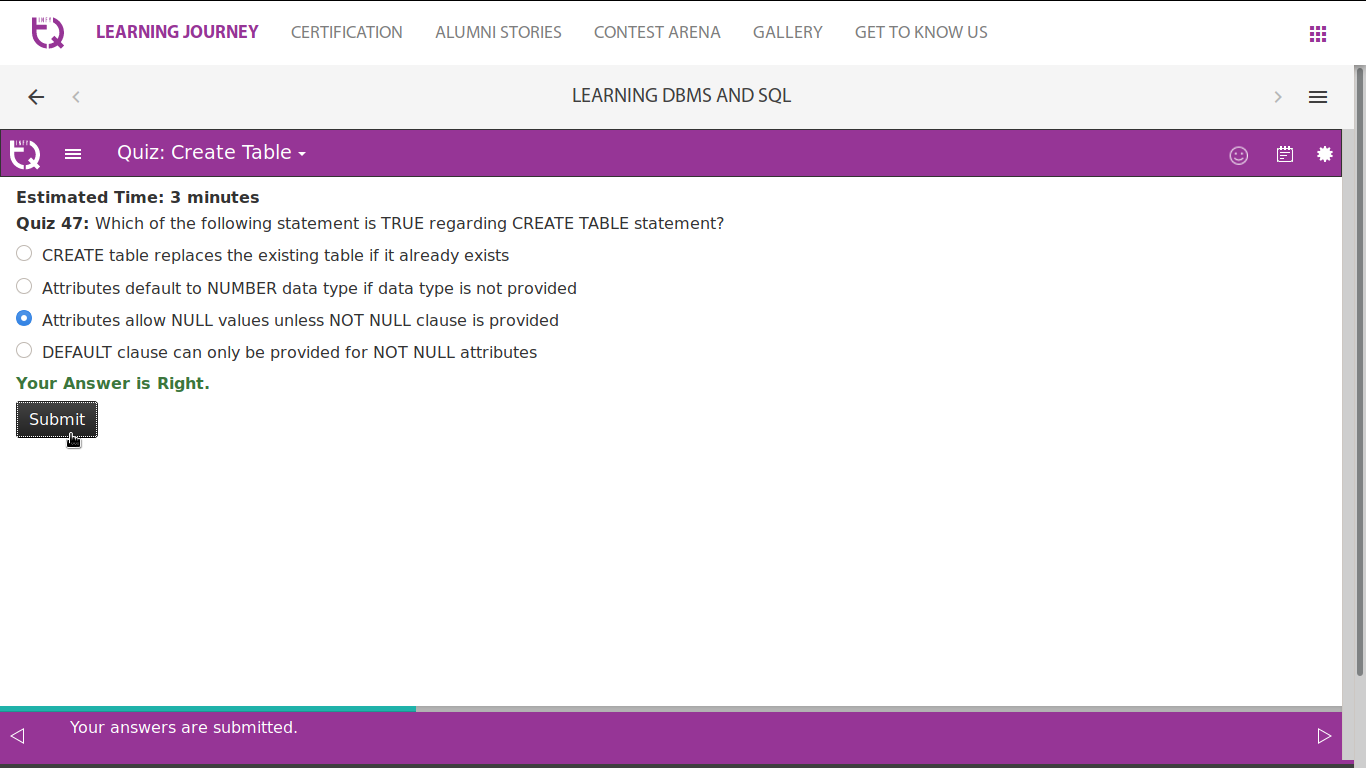 INFY
TQ
LEARNING JOURNEY CERTIFICATION ALUMNI STORIES CONTEST ARENA GALLERY GET TO KNOW US
LEARNING DBMS AND SQL
INFY
TQ
Quiz: Create Table
Estimated Time: 3 minutes
Quiz 47: Which of the following statement is TRUE regarding CREATE TABLE statement?
CREATE table replaces the existing table if it already exists
Attributes default to NUMBER data type if data type is not provided
Attributes allow NULL values unless NOT NULL clause is provided
DEFAULT clause can only be provided for NOT NULL attributes
Your Answer is Right.
Submit
Your answers are submitted.